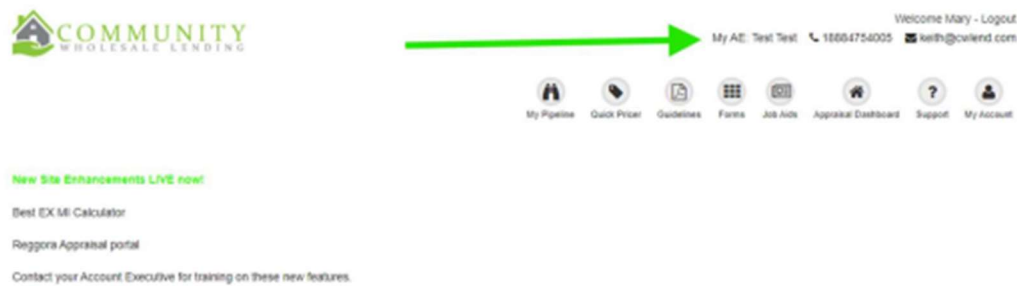 COMMUNITY
WHOLESALE LENDING
Welcome Mary - Logout
My AE: Test Test 18884754005 keith@cwlend.com
My Pipeline Quick Pricer Guidelines Forms Job Aids Appraisal Dashboard Support My Account
New Site Enhancements LIVE now!
Best EX MI Calculator
Reggora Appraisal portal
Contact your Account Executive for training on these new features.